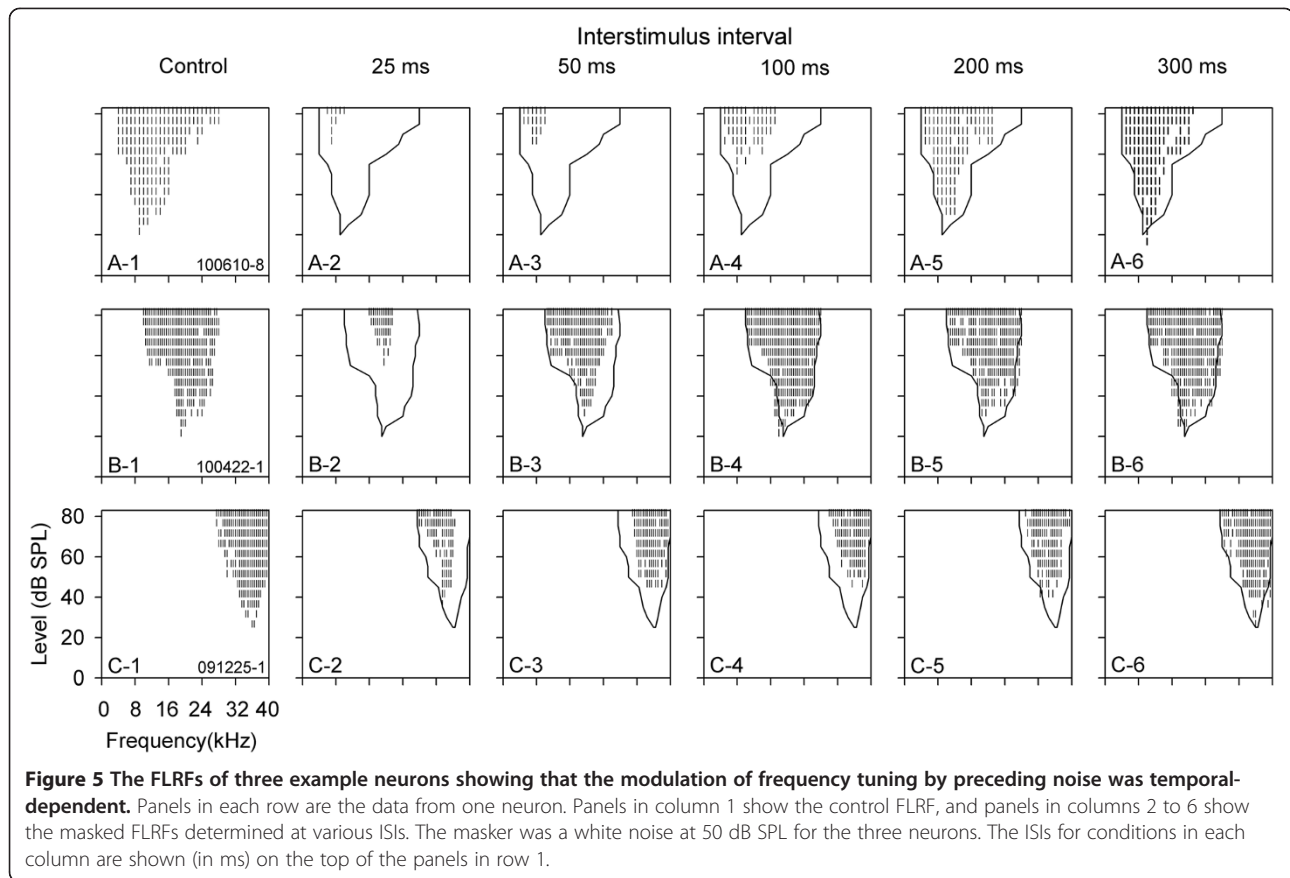 Interstimulus interval
Control 25 ms 50 ms 100 ms 200 ms 300 ms
A-1 100610-8 A-2 A-3 A-4 A-5 A-6
B-1 100422-1 B-2 B-3 B-4 B-5 B-6
Level (dB SPL)
80
60
40
20
0
C-1 091225-1 C-2 C-3 C-4 C-5 C-6
0 8 16 24 32 40
Frequency(kHz)
Figure 5 The FLRFs of three example neurons showing that the modulation of frequency tuning by preceding noise was temporal-
dependent. Panels in each row are the data from one neuron. Panels in column 1 show the control FLRF, and panels in columns 2 to 6 show
the masked FLRFs determined at various ISIs. The masker was a white noise at 50 dB SPL for the three neurons. The ISIs for conditions in each
column are shown (in ms) on the top of the panels in row 1.